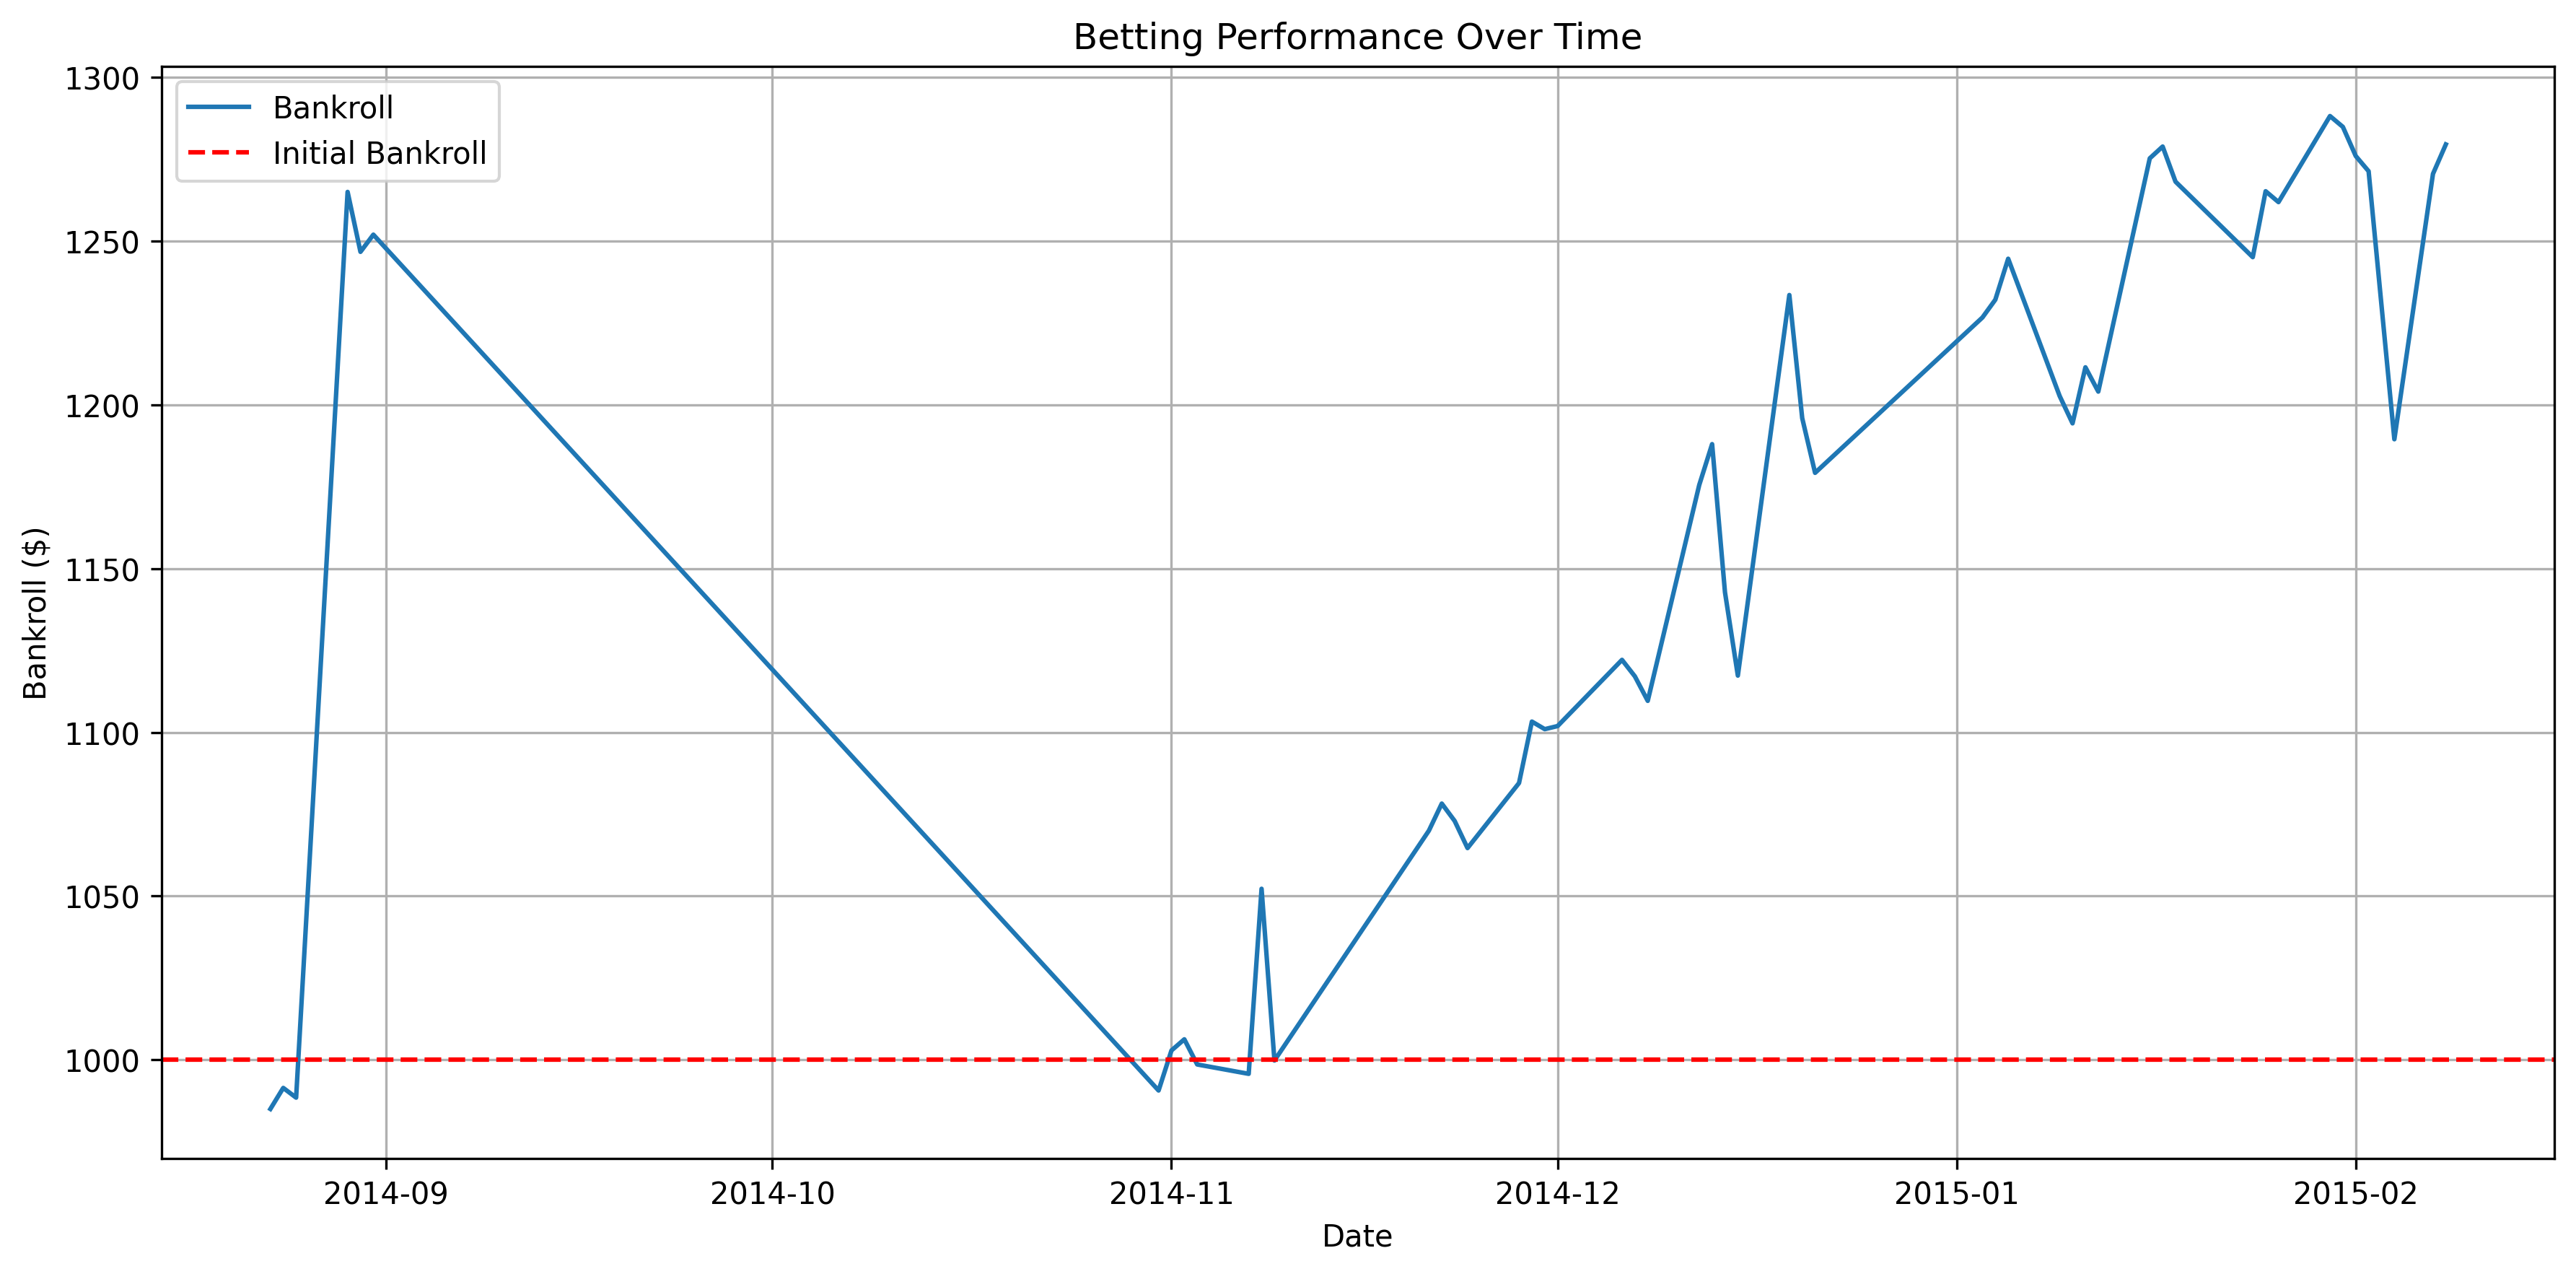 Betting Performance Over Time
Bankroll
Initial Bankroll
Bankroll ($)
1300
1250
1200
1150
1100
1050
1000
2014-09
2014-10
2014-11
2014-12
2015-01
2015-02
Date